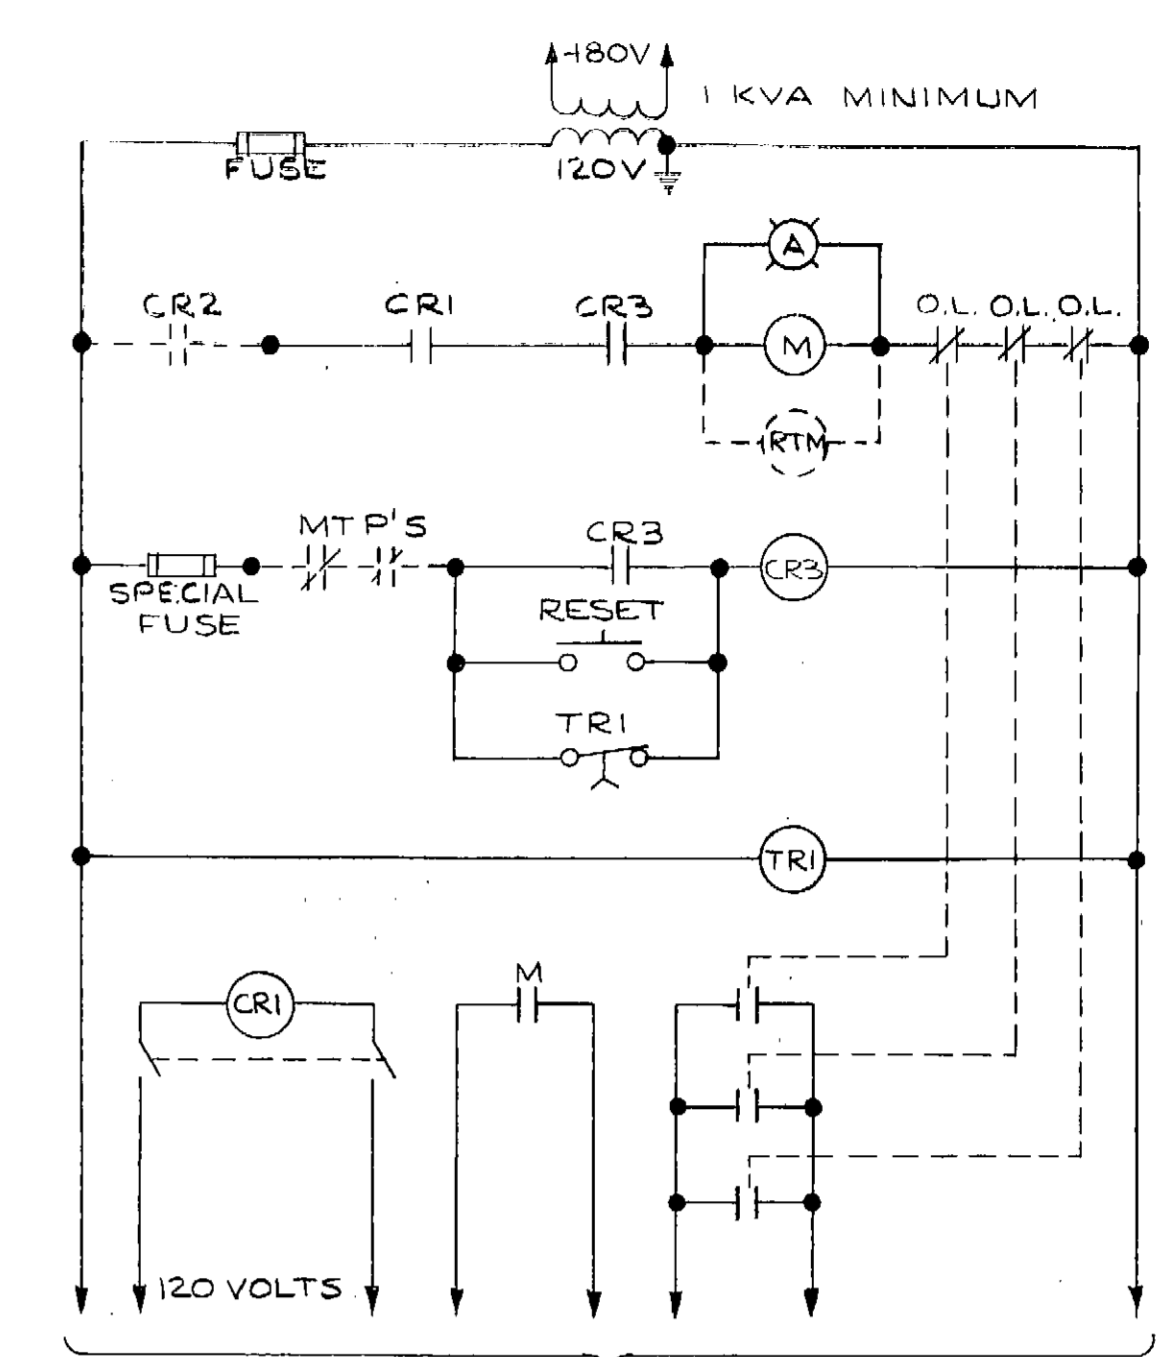 480V
1 KVA MINIMUM
FUSE
120V
A
CR2
CR1
CR3
O.L. O.L. O.L.
M
RTM
MTP'S
CR3
CR3
SPECIAL
FUSE
RESET
TR1
TR1
CR1
M
120 VOLTS